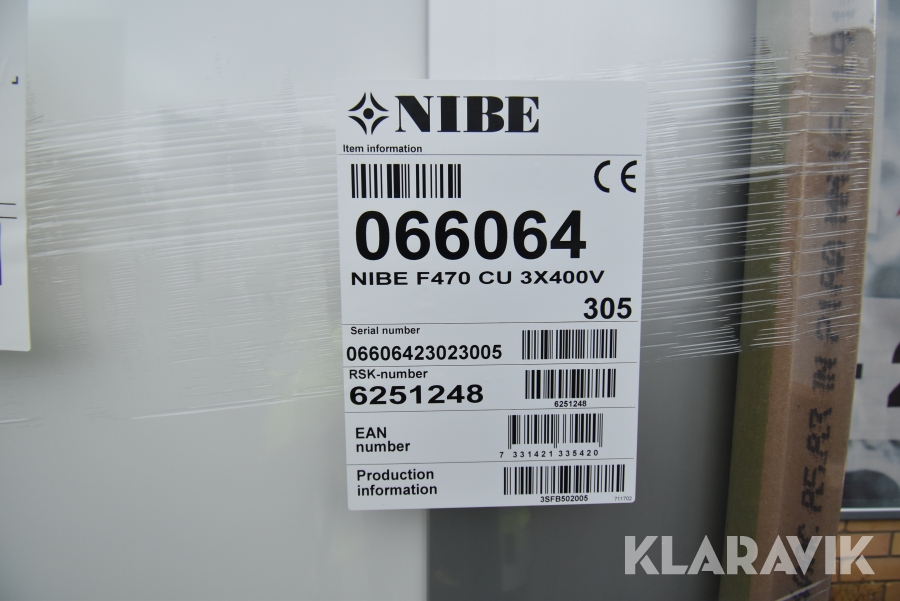 NIBE
Item information
CE
066064
NIBE F470 CU 3X400V
305
Serial number
06606423023005
RSK-number
6251248
6251248
EAN
number
7 331421 335420
Production
information
3SFB502005
711702
KLARAVIK